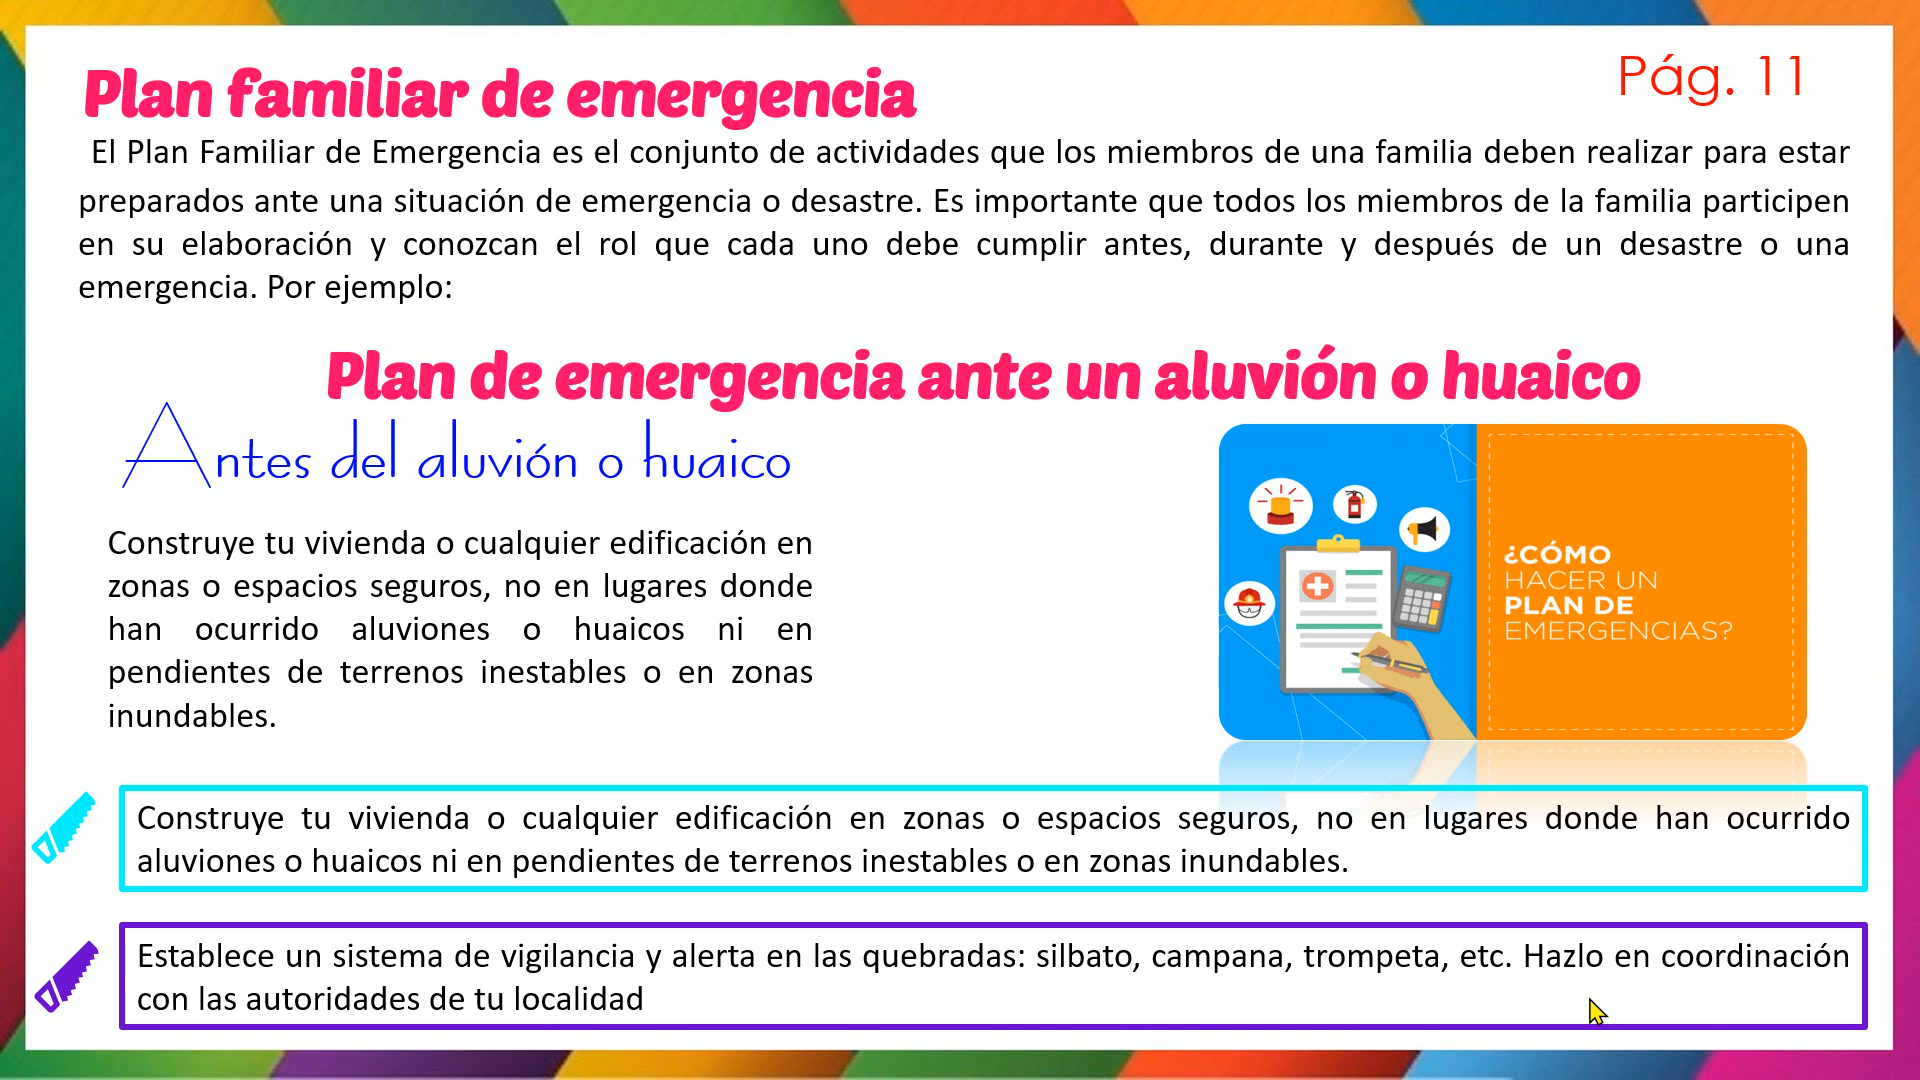 Plan familiar de emergencia
Pág. 11
El Plan Familiar de Emergencia es el conjunto de actividades que los miembros de una familia deben realizar para estar
preparados ante una situación de emergencia o desastre. Es importante que todos los miembros de la familia participen
en su elaboración y conozcan el rol que cada uno debe cumplir antes, durante y después de un desastre o una
emergencia. Por ejemplo:
Plan de emergencia ante un aluvión o huaico
Antes del aluvión o huaico
Construye tu vivienda o cualquier edificación en
zonas o espacios seguros, no en lugares donde
han ocurrido aluviones o huaicos ni en
pendientes de terrenos inestables o en zonas
inundables.
¿CÓMO
HACER UN
PLAN DE
EMERGENCIAS?
Construye tu vivienda o cualquier edificación en zonas o espacios seguros, no en lugares donde han ocurrido
aluviones o huaicos ni en pendientes de terrenos inestables o en zonas inundables.
Establece un sistema de vigilancia y alerta en las quebradas: silbato, campana, trompeta, etc. Hazlo en coordinación
con las autoridades de tu localidad